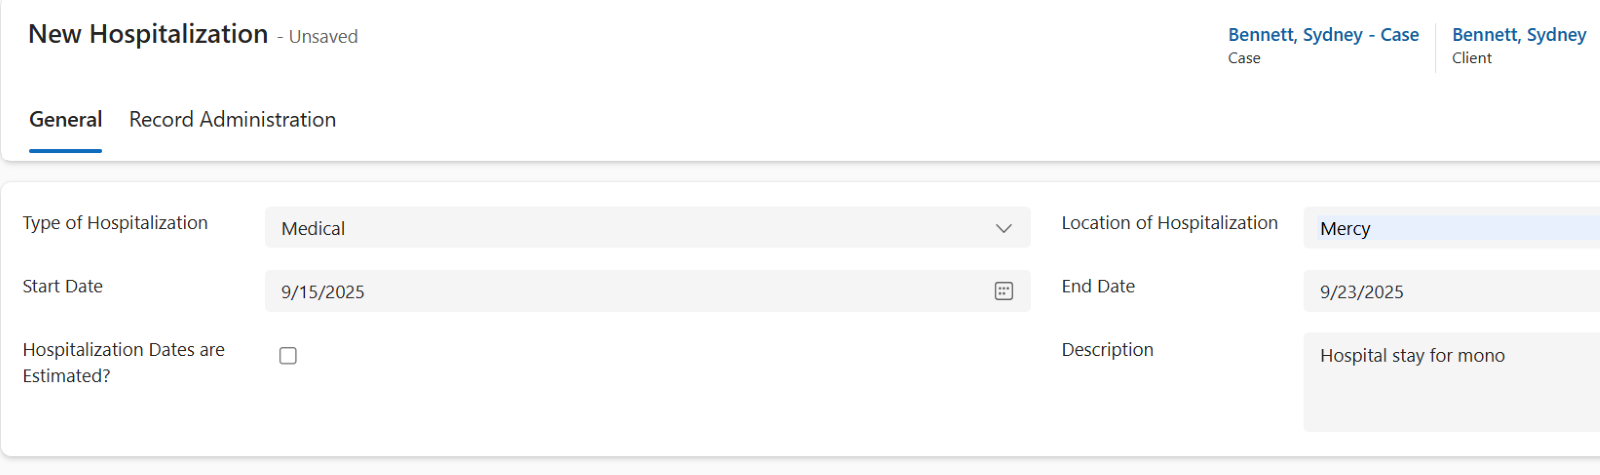 New Hospitalization - Unsaved
Bennett, Sydney - Case
Case
Bennett, Sydney
Client
General Record Administration
Type of Hospitalization Medical
Location of Hospitalization Mercy
Start Date 9/15/2025
End Date 9/23/2025
Hospitalization Dates are
Estimated?
Description Hospital stay for mono